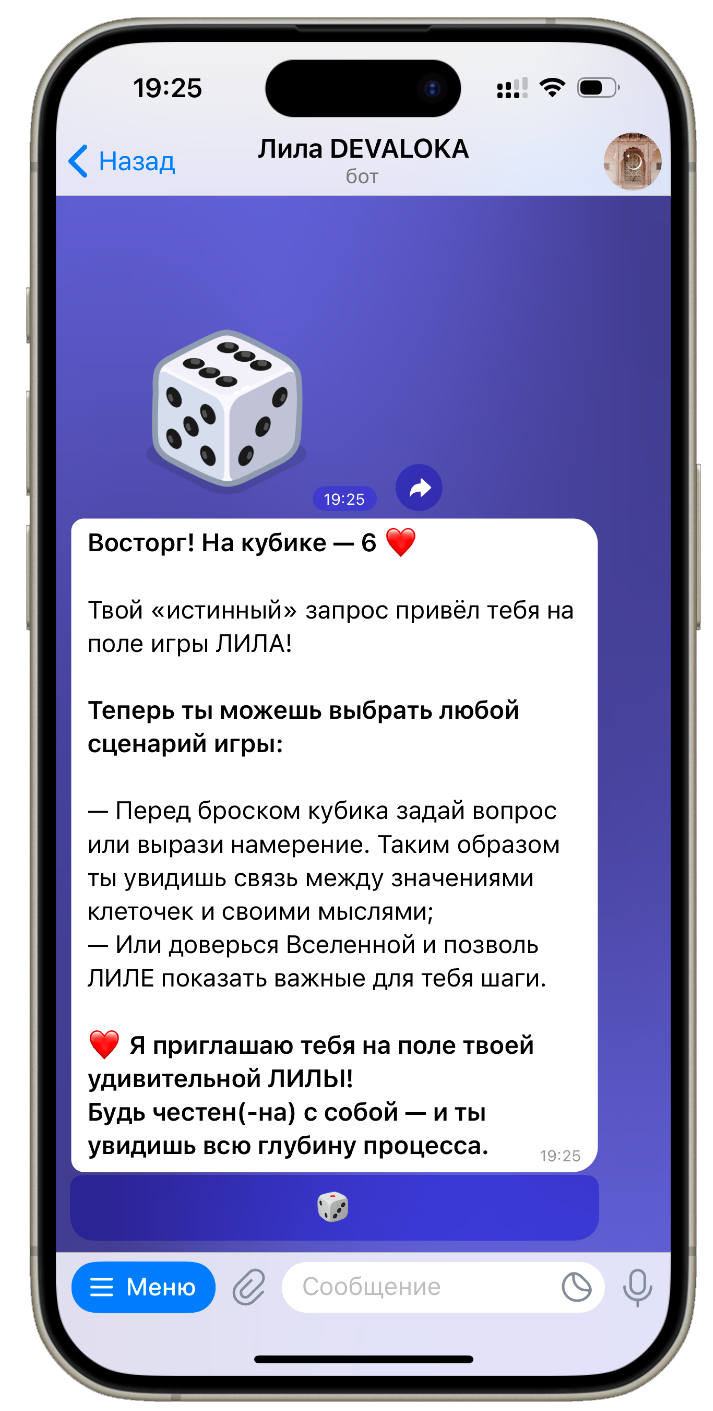 19:25
Назад
Лила DEVALOKA
бот
19:25
Восторг! На кубике — 6 ❤️
Твой «истинный» запрос привёл тебя на
поле игры ЛИЛА!
Теперь ты можешь выбрать любой
сценарий игры:
— Перед броском кубика задай вопрос
или вырази намерение. Таким образом
ты увидишь связь между значениями
клеточек и своими мыслями;
— Или доверься Вселенной и позволь
ЛИЛЕ показать важные для тебя шаги.
❤️ Я приглашаю тебя на поле твоей
удивительной ЛИЛЫ!
Будь честен(-на) с собой — и ты
увидишь всю глубину процесса.
19:25
Меню
Сообщение